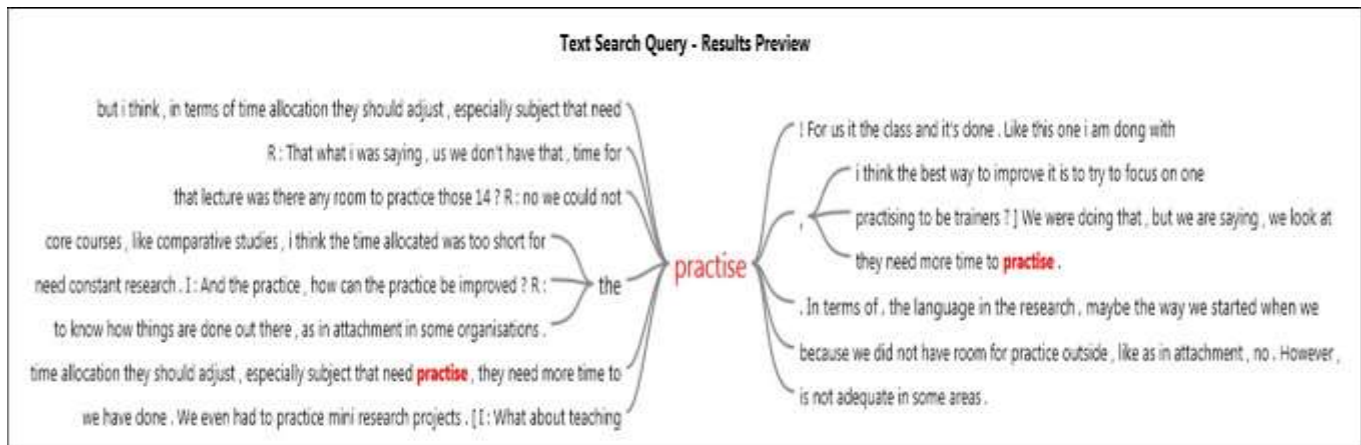 Text Search Query - Results Preview
but i think , in terms of time allocation they should adjust , especially subject that need
R : That what i was saying , us we don't have that , time for
that lecture was there any room to practice those 14 ? R : no we could not
core courses , like comparative studies , i think the time allocated was too short for
need constant research . I : And the practice , how can the practice be improved ? R :
to know how things are done out there , as in attachment in some organisations .
the
time allocation they should adjust , especially subject that need practise , they need more time to
we have done . We even had to practice mini research projects . [ I : What about teaching
practise
! For us it the class and it's done . Like this one i am dong with
,
i think the best way to improve it is to try to focus on one
practising to be trainers ? ] We were doing that , but we are saying , we look at
they need more time to practise .
. In terms of , the language in the research , maybe the way we started when we
because we did not have room for practice outside , like as in attachment , no . However ,
is not adequate in some areas .